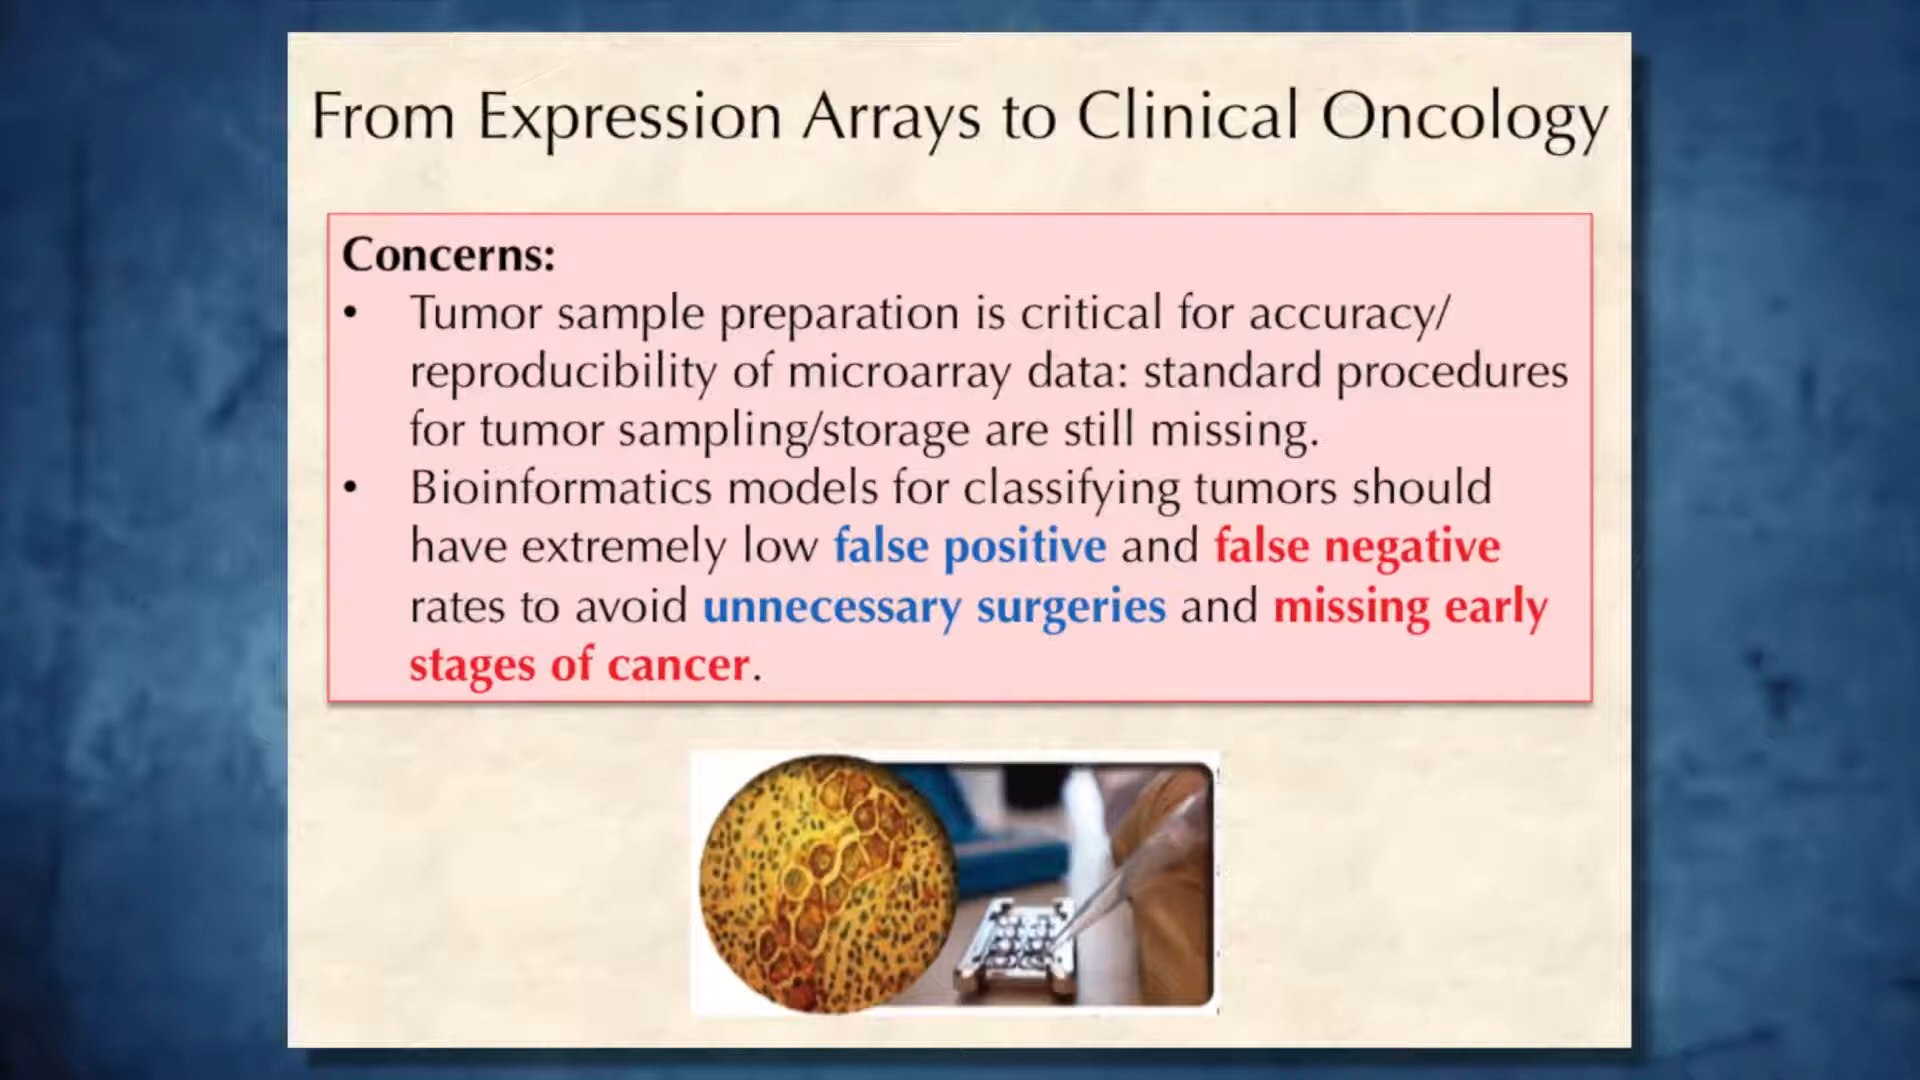 From Expression Arrays to Clinical Oncology
Concerns:
• Tumor sample preparation is critical for accuracy/
reproducibility of microarray data: standard procedures
for tumor sampling/storage are still missing.
• Bioinformatics models for classifying tumors should
have extremely low false positive and false negative
rates to avoid unnecessary surgeries and missing early
stages of cancer.